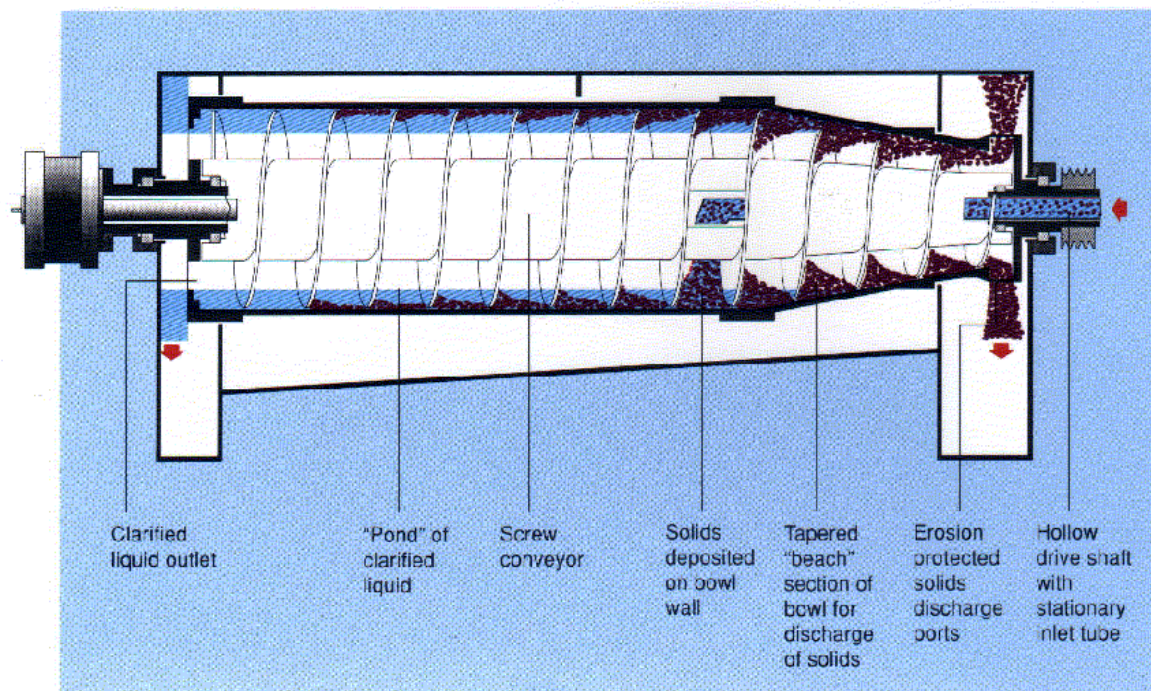 Clarified
liquid outlet
“Pond” of
clarified
liquid
Screw
conveyor
Solids
deposited
on bowl
wall
Tapered
“beach”
section of
bowl for
discharge
of solids
Erosion
protected
solids
discharge
ports
Hollow
drive shaft
with
stationary
inlet tube